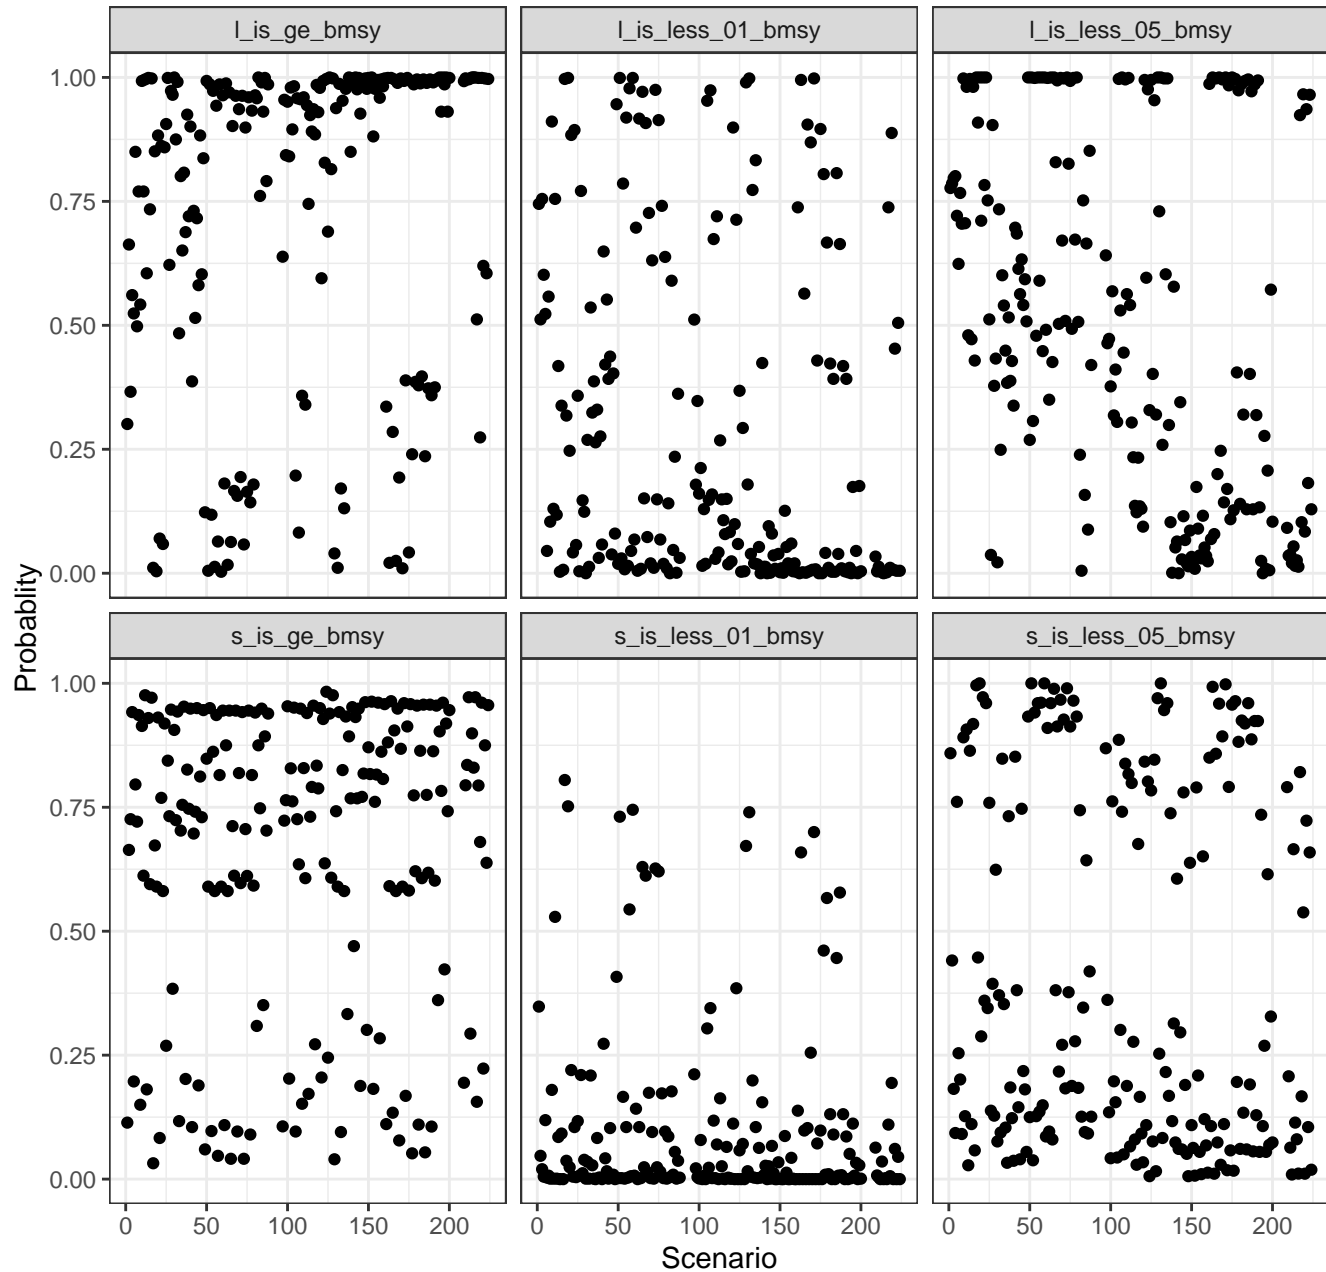 l_is_ge_bmsy l_is_less_01_bmsy l_is_less_05_bmsy
1.00
0.75
0.50
0.25
0.00
Probablity
s_is_ge_bmsy s_is_less_01_bmsy s_is_less_05_bmsy
1.00
0.75
0.50
0.25
0.00
0 50 100 150 200 0 50 100 150 200 0 50 100 150 200
Scenario